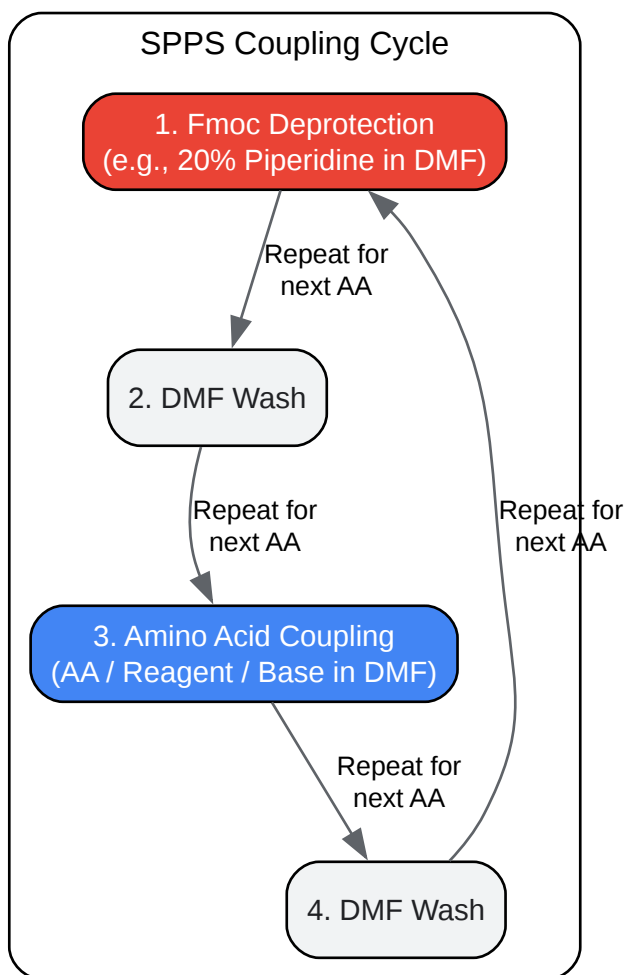 SPPS Coupling Cycle
1. Fmoc Deprotection
(e.g., 20% Piperidine in DMF)
Repeat for
next AA
2. DMF Wash
Repeat for
next AA
Repeat for
next AA
3. Amino Acid Coupling
(AA / Reagent / Base in DMF)
Repeat for
next AA
4. DMF Wash